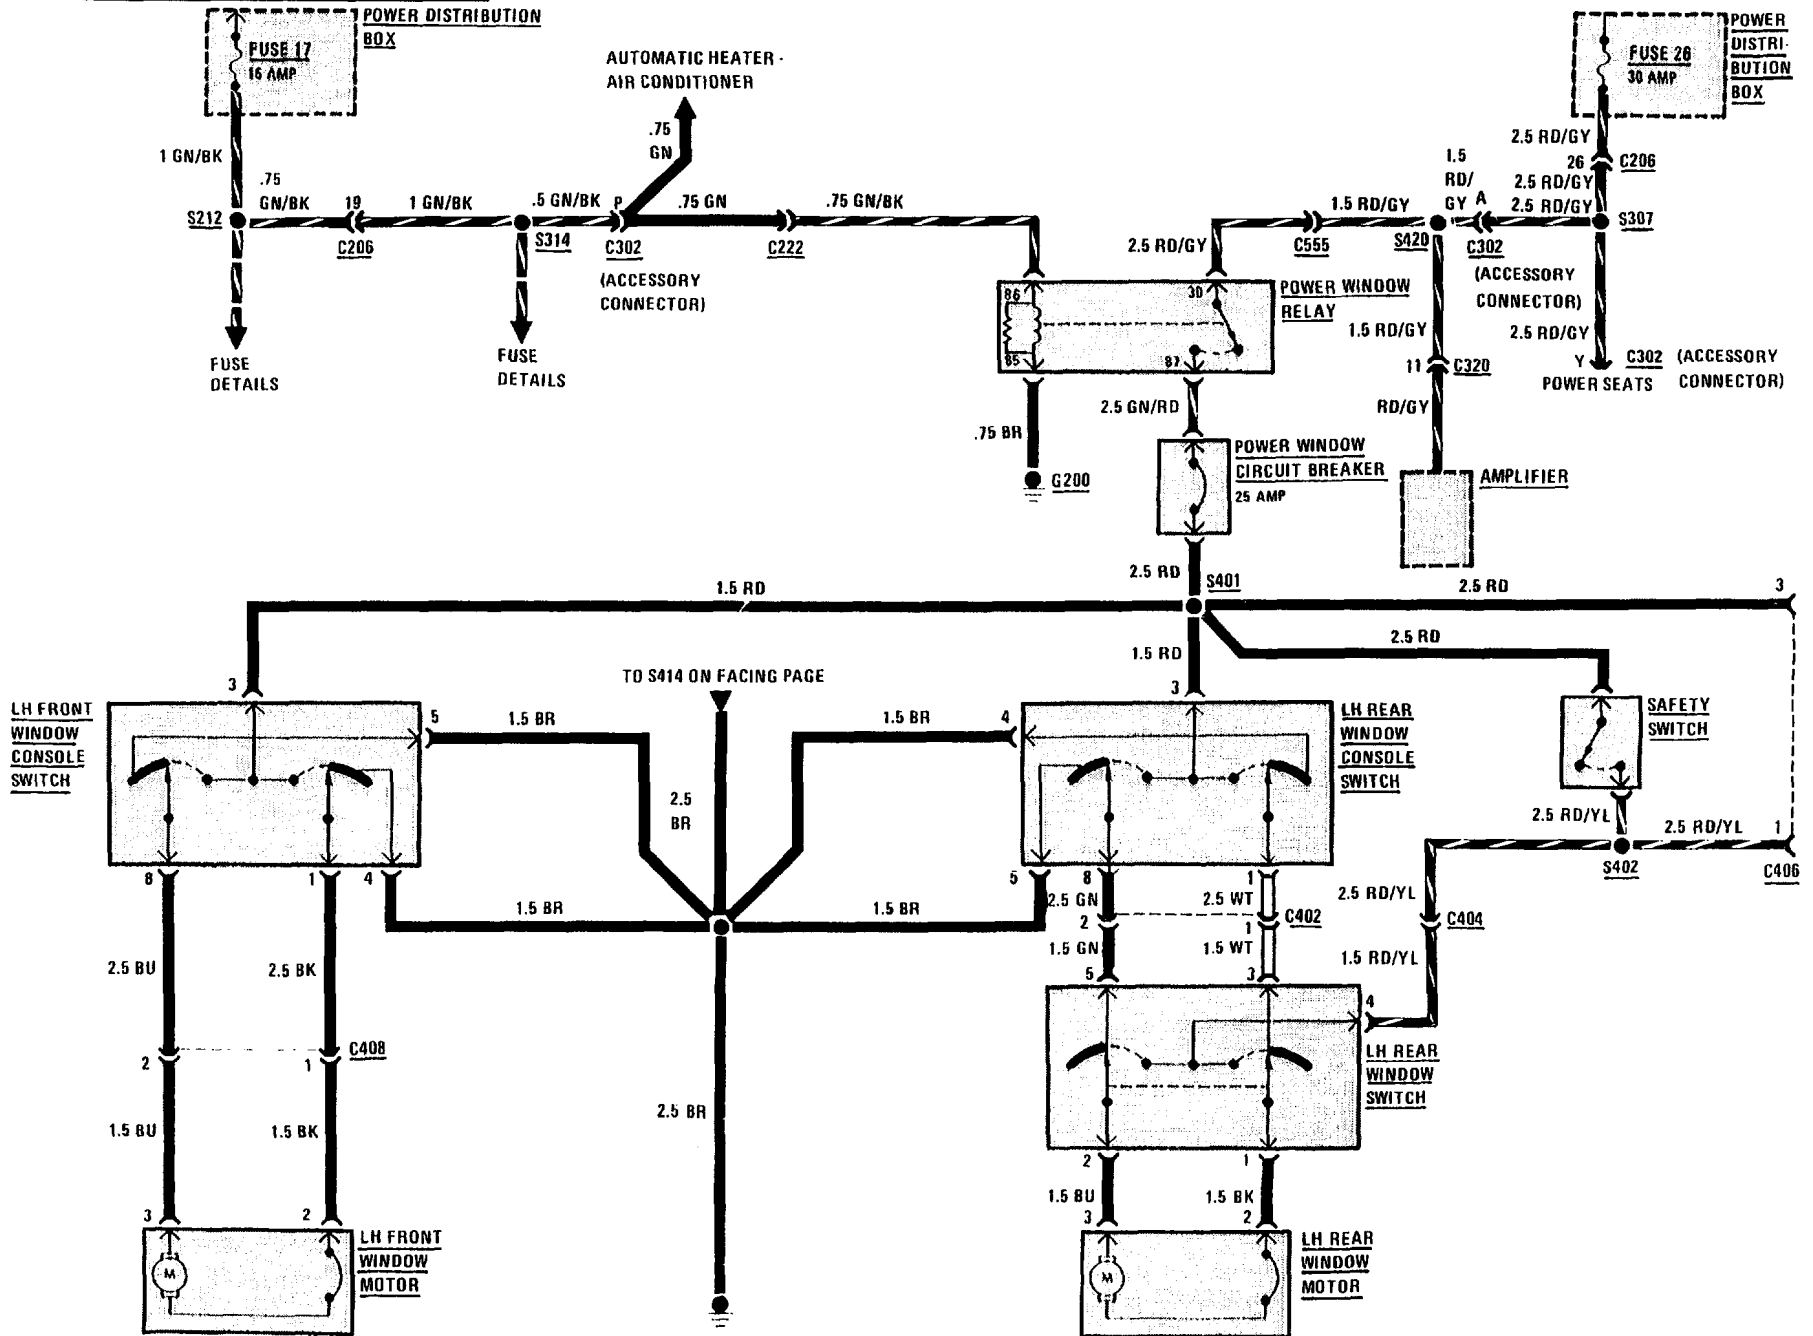 POWER DISTRIBUTION
BOX
FUSE 17
16 AMP
AUTOMATIC HEATER -
AIR CONDITIONER
POWER
DISTRI-
BUTION
BOX
FUSE 26
30 AMP
1 GN/BK
.75
GN/BK
19
1 GN/BK
.5 GN/BK
P
.75
GN
.75 GN
.75 GN/BK
S212
C206
S314
C302
(ACCESSORY
CONNECTOR)
C222
FUSE
DETAILS
FUSE
DETAILS
2.5 RD/GY
26
C206
2.5 RD/GY
2.5 RD/GY
S307
1.5
RD/
GY
A
1.5 RD/GY
C555
S420
C302
(ACCESSORY
CONNECTOR)
2.5 RD/GY
2.5 RD/GY
Y
C302
(ACCESSORY
CONNECTOR)
POWER SEATS
86
30
85
87
POWER WINDOW
RELAY
1.5 RD/GY
11
C320
RD/GY
AMPLIFIER
.75 BR
G200
2.5 GN/RD
POWER WINDOW
CIRCUIT BREAKER
25 AMP
2.5 RD
S401
1.5 RD
2.5 RD
3
2.5 RD
1.5 RD
TO S414 ON FACING PAGE
3
LH FRONT
WINDOW
CONSOLE
SWITCH
5
1.5 BR
1.5 BR
4
2.5
BR
3
LH REAR
WINDOW
CONSOLE
SWITCH
SAFETY
SWITCH
2.5 RD/YL
2.5 RD/YL
1
S402
C406
8
1
4
1.5 BR
1.5 BR
5
8
1
2.5 GN
2.5 WT
2
1
C402
1.5 GN
1.5 WT
2.5 RD/YL
C404
1.5 RD/YL
2.5 BU
2.5 BK
5
3
4
LH REAR
WINDOW
SWITCH
2
1
C408
1.5 BU
1.5 BK
2.5 BR
2
1
1.5 BU
1.5 BK
3
2
LH FRONT
WINDOW
MOTOR
M
3
2
LH REAR
WINDOW
MOTOR
M